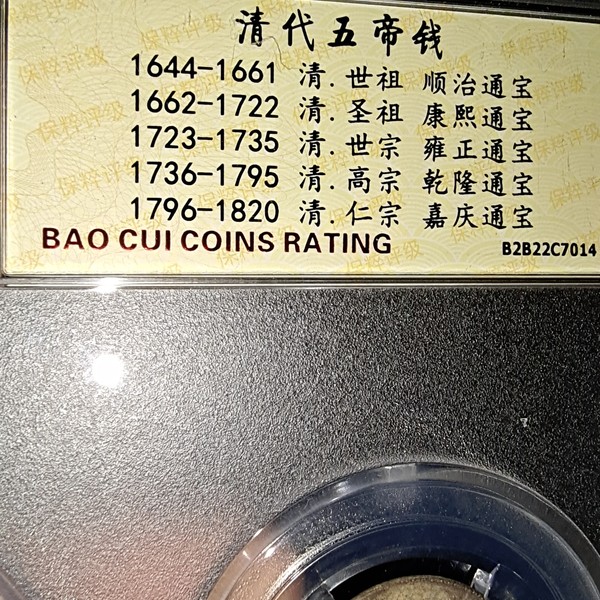 清代五帝钱
1644-1661 清.世祖 顺治通宝
1662-1722 清.圣祖 康熙通宝
1723-1735 清.世宗 雍正通宝
1736-1795 清.高宗 乾隆通宝
1796-1820 清.仁宗 嘉庆通宝
BAO CUI COINS RATING B2B22C7014